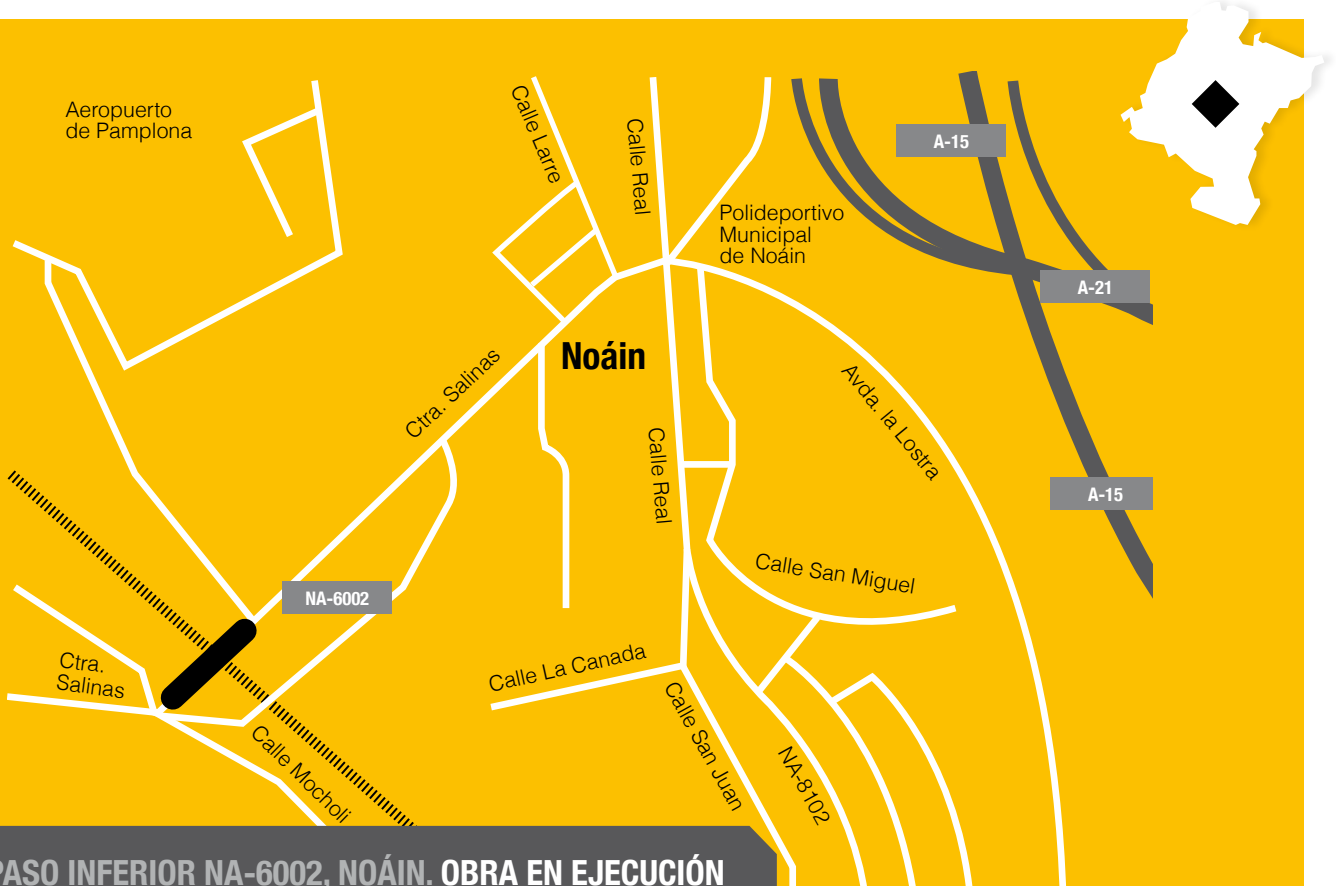 Aeropuerto
de Pamplona
Calle Larre
Calle Real
A-15
Polideportivo
Municipal
de Noáin
A-21
Noáin
Ctra. Salinas
Avda. la Lostra
Calle Real
A-15
Calle San Miguel
NA-6002
Ctra.
Salinas
Calle La Canada
Calle San Juan
Calle Mocholi
NA-8102
PASO INFERIOR NA-6002, NOÁIN. OBRA EN EJECUCIÓN